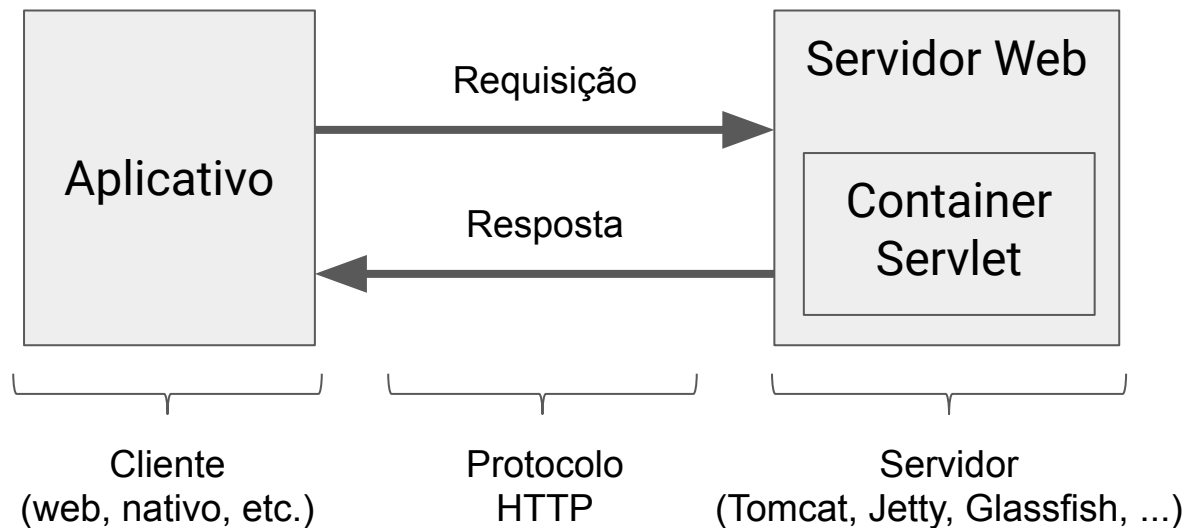 Aplicativo
Requisição
Resposta
Servidor Web
Container
Servlet
Cliente
(web, nativo, etc.)
Protocolo
HTTP
Servidor
(Tomcat, Jetty, Glassfish, ...)